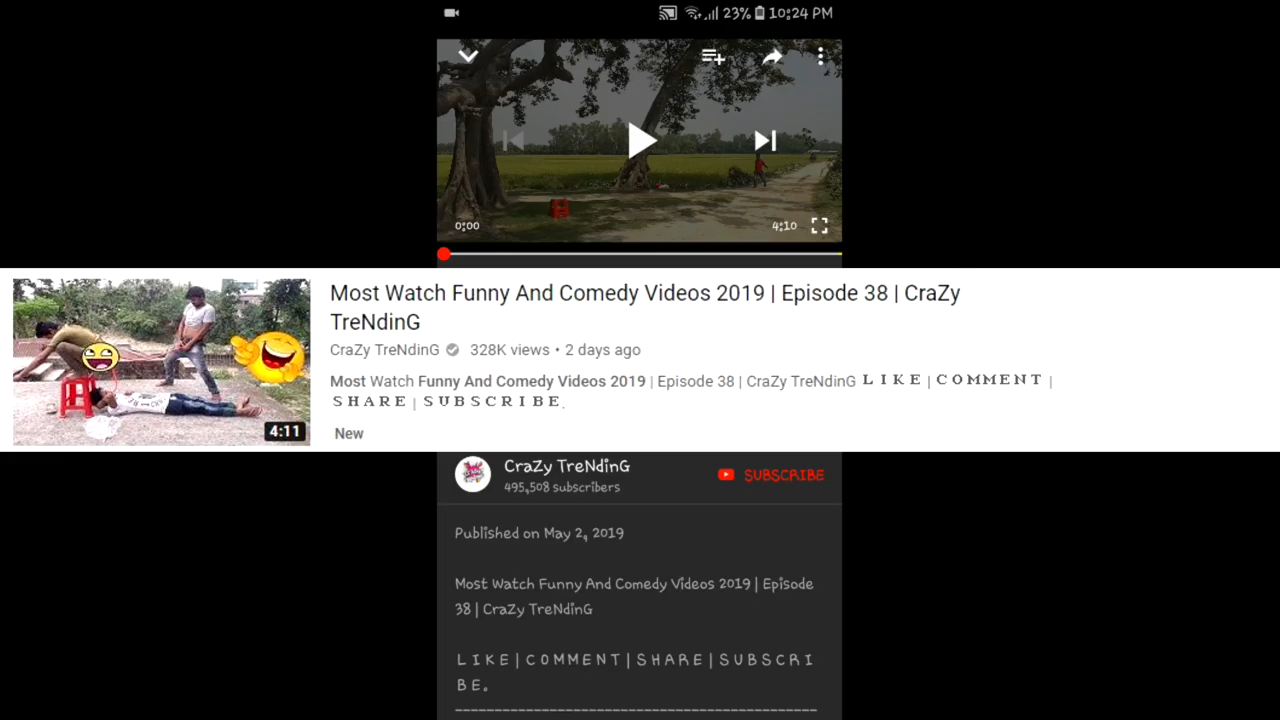 23% 10:24 PM
0:00
4:10
Most Watch Funny And Comedy Videos 2019 | Episode 38 | CraZy
TreNdinG
CraZy TreNdinG 328K views • 2 days ago
Most Watch Funny And Comedy Videos 2019 | Episode 38 | CraZy TreNdinG L I K E | C O M M E N T |
S H A R E | S U B S C R I B E.
4:11
New
CraZy TreNdinG
SUBSCRIBE
495,508 subscribers
Published on May 2, 2019
Most Watch Funny And Comedy Videos 2019 | Episode
38 | CraZy TreNdinG
L I K E | C O M M E N T | S H A R E | S U B S C R I
B E.